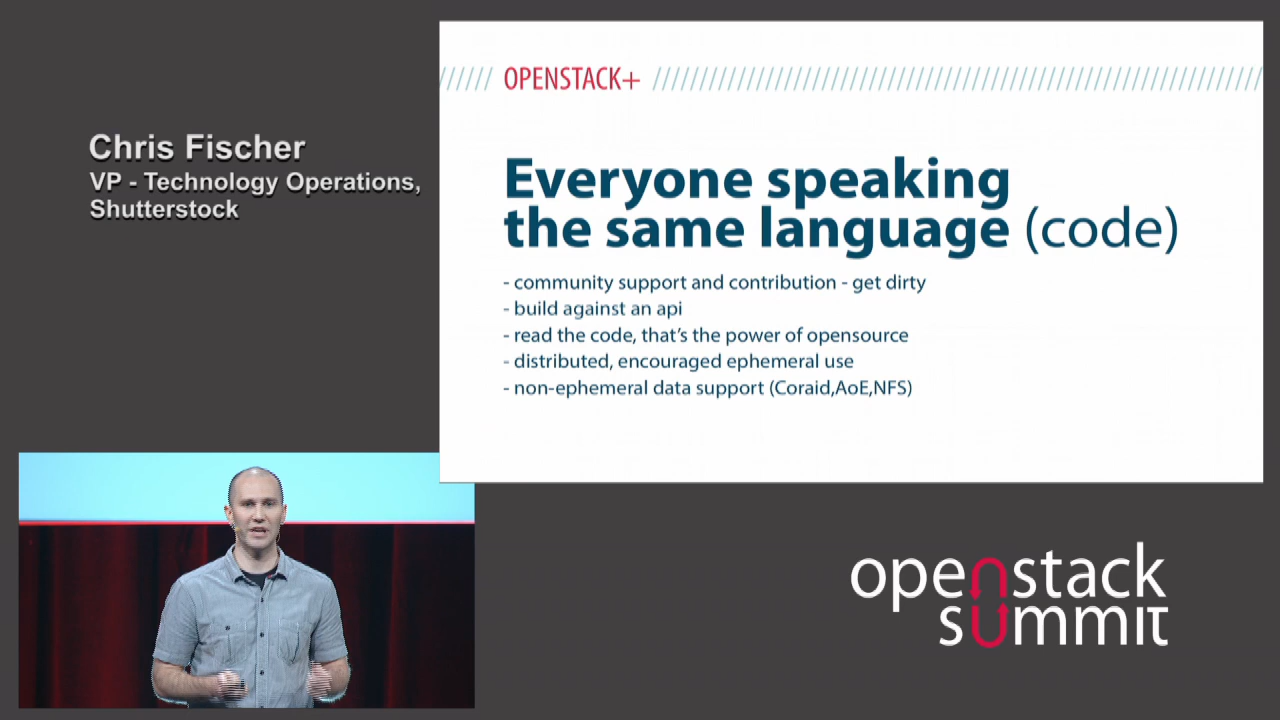 Chris Fischer
VP - Technology Operations,
Shutterstock
OPENSTACK+
Everyone speaking
the same language (code)
- community support and contribution - get dirty
- build against an api
- read the code, that's the power of opensource
- distributed, encouraged ephemeral use
- non-ephemeral data support (Coraid,AoE,NFS)
openstack
summit